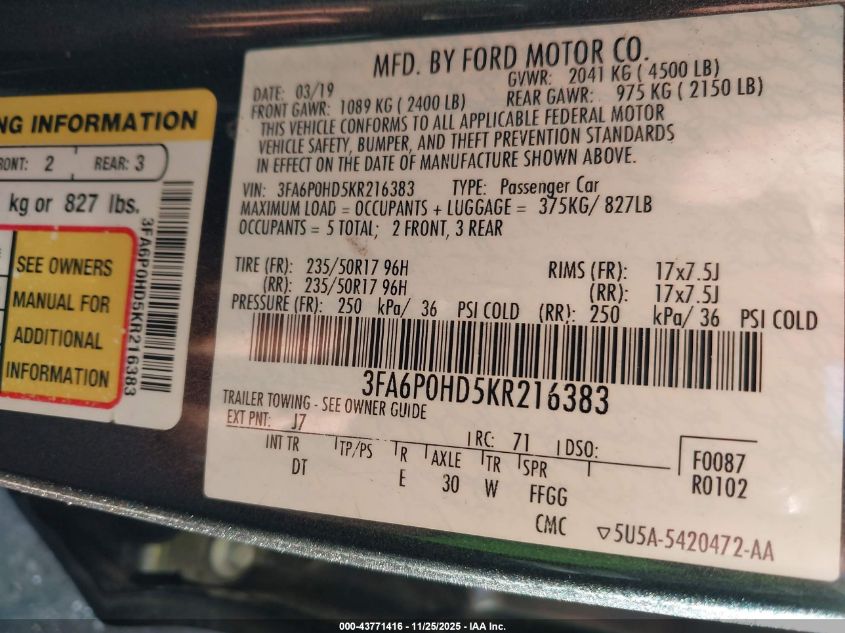 MFD. BY FORD MOTOR CO.
DATE: 03/19 GVWR: 2041 KG ( 4500 LB)
FRONT GAWR: 1089 KG ( 2400 LB) REAR GAWR: 975 KG ( 2150 LB)
THIS VEHICLE CONFORMS TO ALL APPLICABLE FEDERAL MOTOR
VEHICLE SAFETY, BUMPER, AND THEFT PREVENTION STANDARDS
IN EFFECT ON THE DATE OF MANUFACTURE SHOWN ABOVE.
VIN: 3FA6P0HD5KR216383 TYPE: Passenger Car
MAXIMUM LOAD = OCCUPANTS + LUGGAGE = 375KG/ 827LB
OCCUPANTS = 5 TOTAL; 2 FRONT, 3 REAR
TIRE (FR): 235/50R17 96H RIMS (FR): 17x7.5J
(RR): 235/50R17 96H (RR): 17x7.5J
PRESSURE (FR): 250 kPa/ 36 PSI COLD (RR): 250 kPa/ 36 PSI COLD
3FA6P0HD5KR216383
TRAILER TOWING - SEE OWNER GUIDE
EXT PNT: J7 RC: 71 DSO:
INT TR TP/PS R AXLE TR SPR
DT E 30 W FFGG
CMC
F0087
R0102
5U5A-5420472-AA
NG INFORMATION
RONT: 2 REAR: 3
kg or 827 lbs.
SEE OWNERS
MANUAL FOR
ADDITIONAL
INFORMATION
3FA6P0HD5KR216383
000-43771416 - 11/25/2025 - IAA Inc.